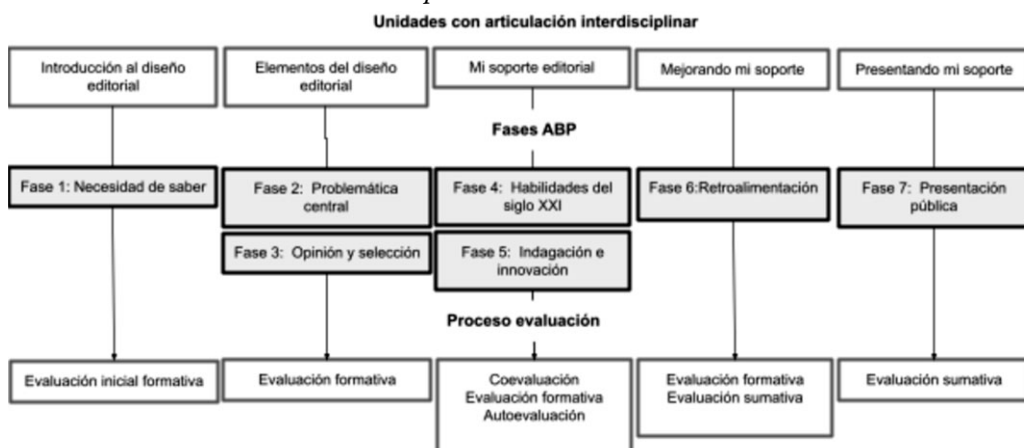 Unidades con articulación interdisciplinar
Introducción al diseño
editorial
Elementos del diseño
editorial
Mi soporte editorial
Mejorando mi soporte
Presentando mi soporte
Fases ABP
Fase 1: Necesidad de saber
Fase 2: Problemática
central
Fase 3: Opinión y selección
Fase 4: Habilidades del
siglo XXI
Fase 5: Indagación e
innovación
Fase 6:Retroalimentación
Fase 7: Presentación
pública
Proceso evaluación
Evaluación inicial formativa
Evaluación formativa
Coevaluación
Evaluación formativa
Autoevaluación
Evaluación formativa
Evaluación sumativa
Evaluación sumativa